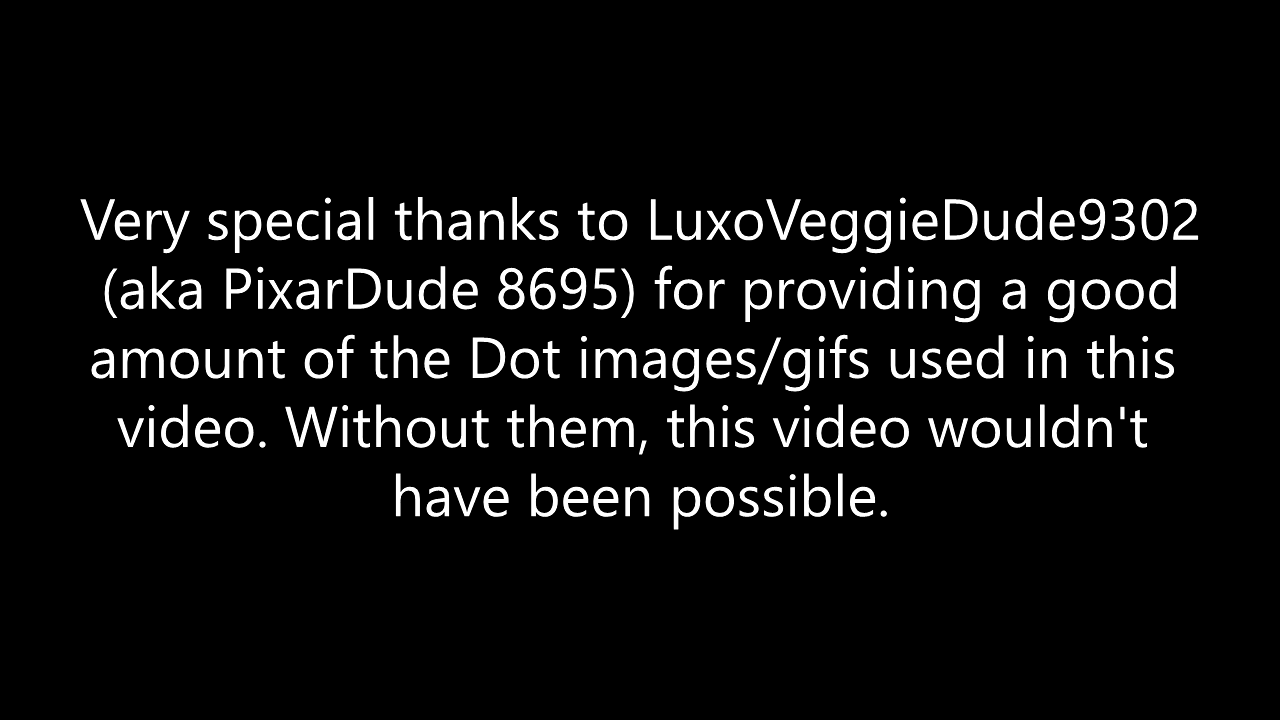 Very special thanks to LuxoVeggieDude9302
(aka PixarDude 8695) for providing a good
amount of the Dot images/gifs used in this
video. Without them, this video wouldn't
have been possible.